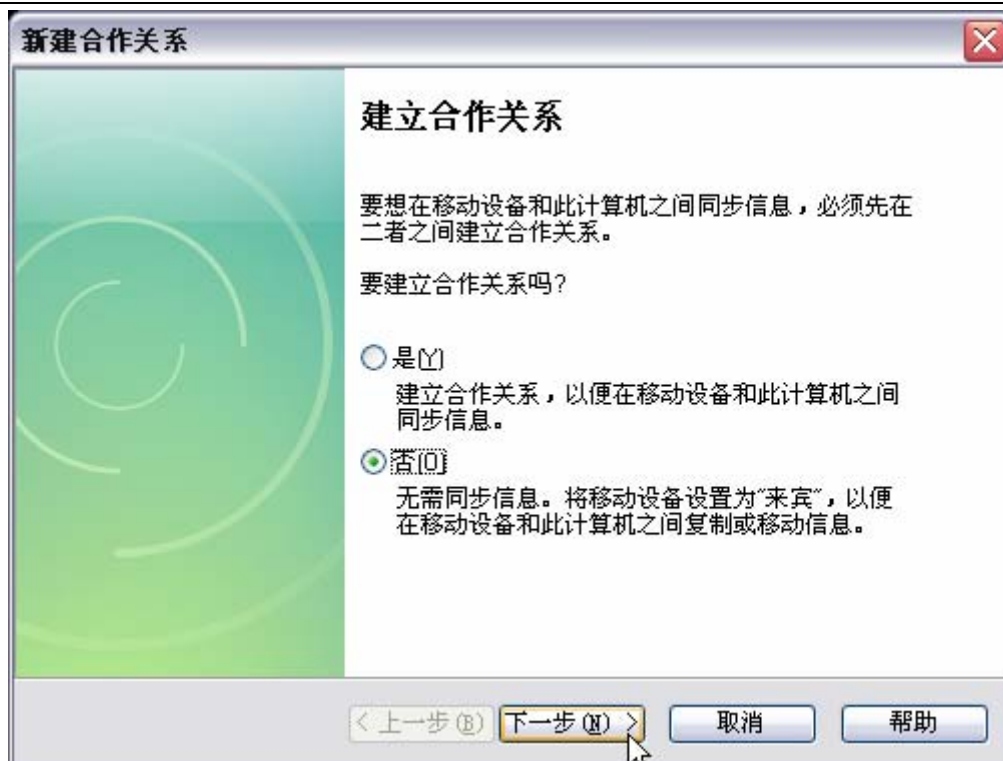 新建合作关系
建立合作关系
要想在移动设备和此计算机之间同步信息，必须先在
二者之间建立合作关系。
要建立合作关系吗?
是(Y)
建立合作关系，以便在移动设备和此计算机之间
同步信息。
否(O)
无需同步信息。将移动设备设置为"来宾"，以便
在移动设备和此计算机之间复制或移动信息。
< 上一步(B) 下一步(N) > 取消 帮助